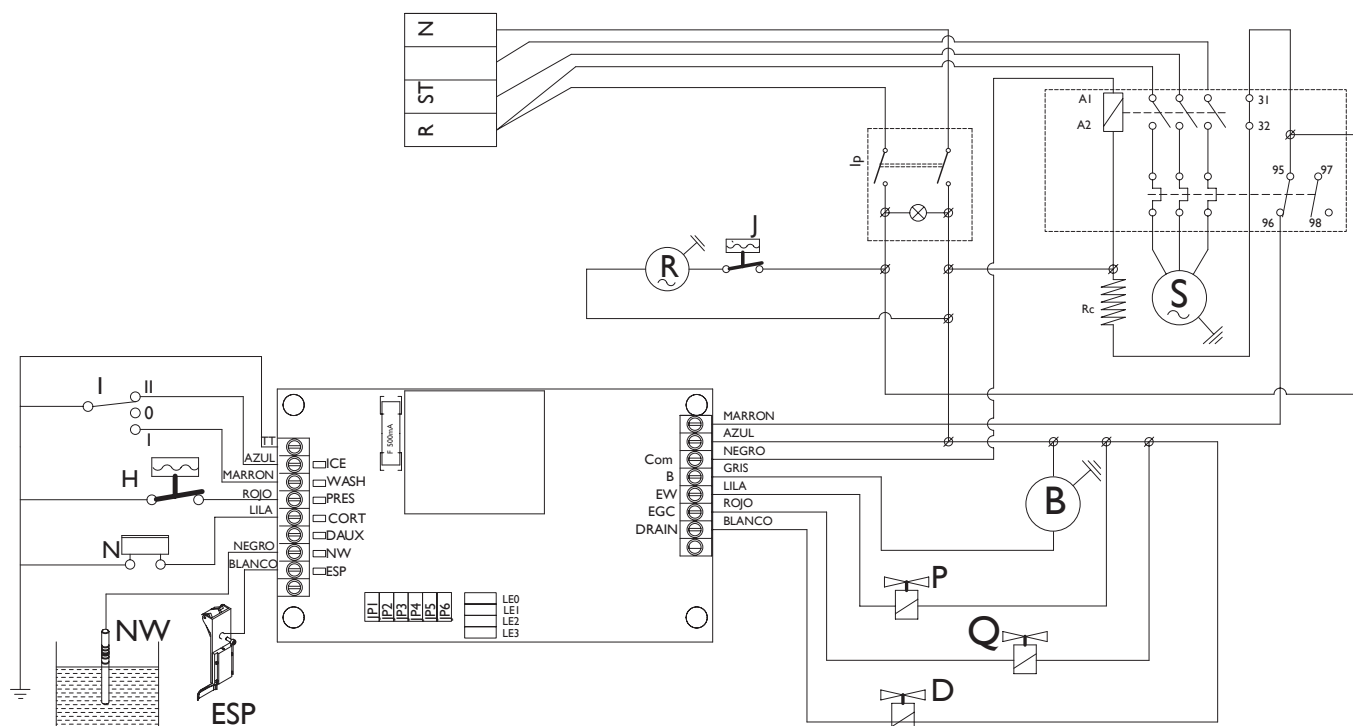 N
ST
R
A1
A2
31
32
95
97
96
98
Ip
J
R
Rc
S
I
II
0
I
H
N
TT
AZUL
MARRON
ROJO
LILA
NEGRO
BLANCO
ICE
WASH
PRES
CORT
DAUX
NW
ESP
F 500mA
Com
B
EW
EGC
DRAIN
MARRON
AZUL
NEGRO
GRIS
LILA
ROJO
BLANCO
JP1
JP2
JP3
JP4
JP5
JP6
LE0
LE1
LE2
LE3
B
P
Q
D
NW
ESP